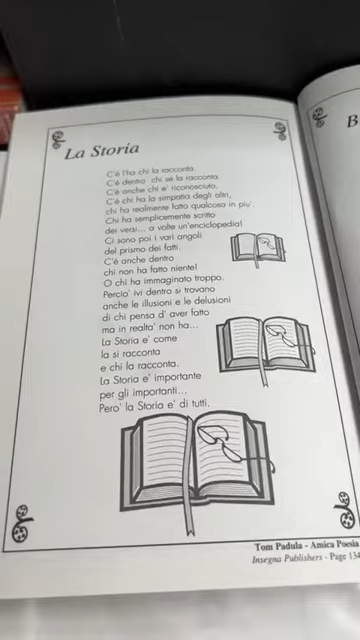 La Storia
C'é l'ha chi la racconta.
C'é dentro chi se la racconta.
C'é anche chi e' riconosciuto.
C'é chi ha la simpatia degli altri,
chi ha realmente fatto qualcosa in piu'.
Chi ha semplicemente scritto
dei versi... a volte un'enciclopedia!
Ci sono poi i vari angoli
del prisma dei fatti.
C'é anche dentro
chi non ha fatto niente!
O chi ha immaginato troppo.
Percio' ivi dentro si trovano
anche le illusioni e le delusioni
di chi pensa d' aver fatto
ma in realta' non ha...
La Storia e' come
la si racconta
e chi la racconta.
La Storia e' importante
per gli importanti...
Pero' la Storia e' di tutti.
Tom Padula - Amica Poesia
Insegna Publishers - Page 134
B